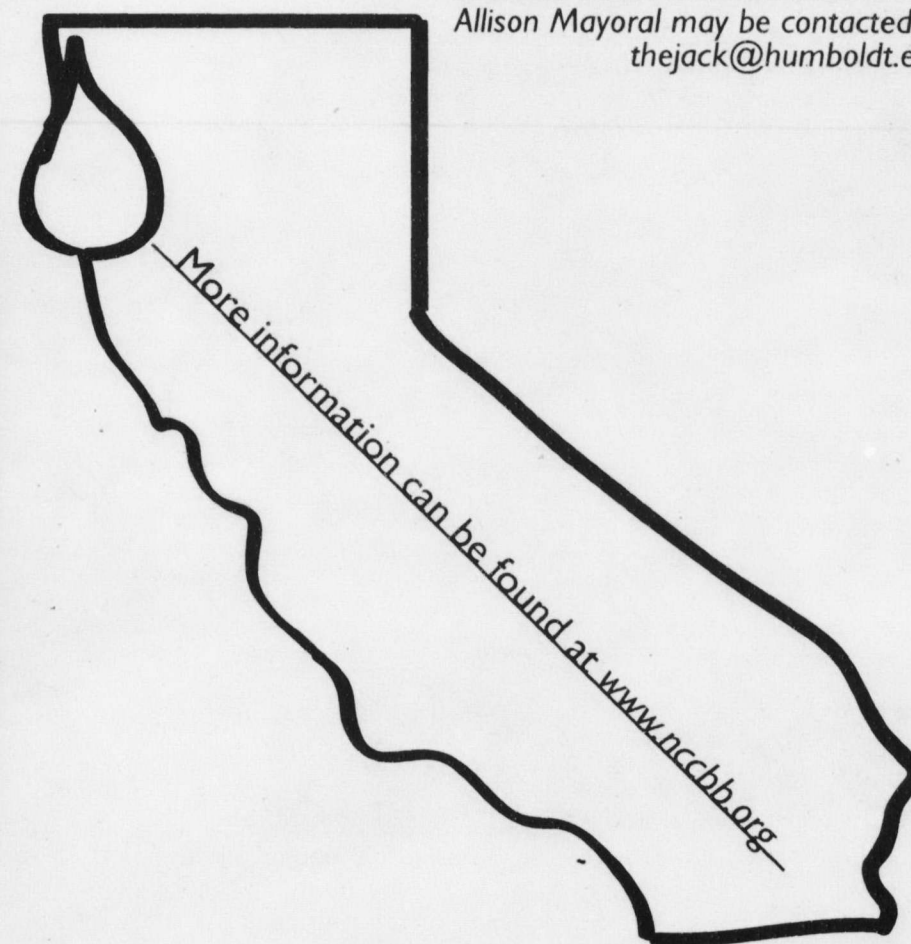 Allison Mayoral may be contacted
thejack@humboldt.e
More information can be found at www.nccbb.org